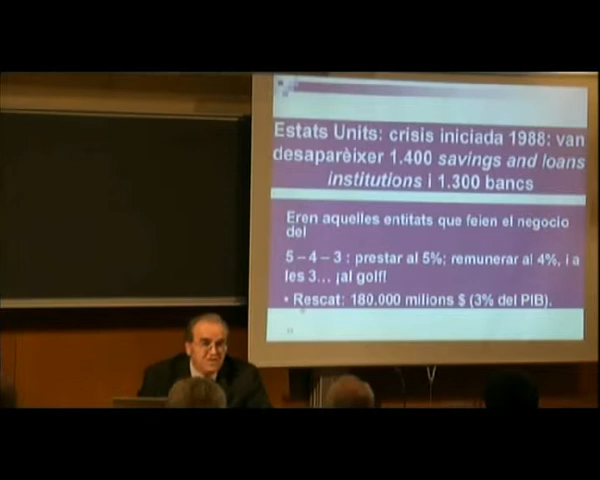 Estats Units: crisis iniciada 1988: van
desaparèixer 1.400 savings and loans
institutions i 1.300 bancs
Eren aquelles entitats que feien el negocio
del
5 – 4 – 3 : prestar al 5%; remunerar al 4%, i a
les 3... ¡al golf!
• Rescat: 180.000 milions $ (3% del PIB).